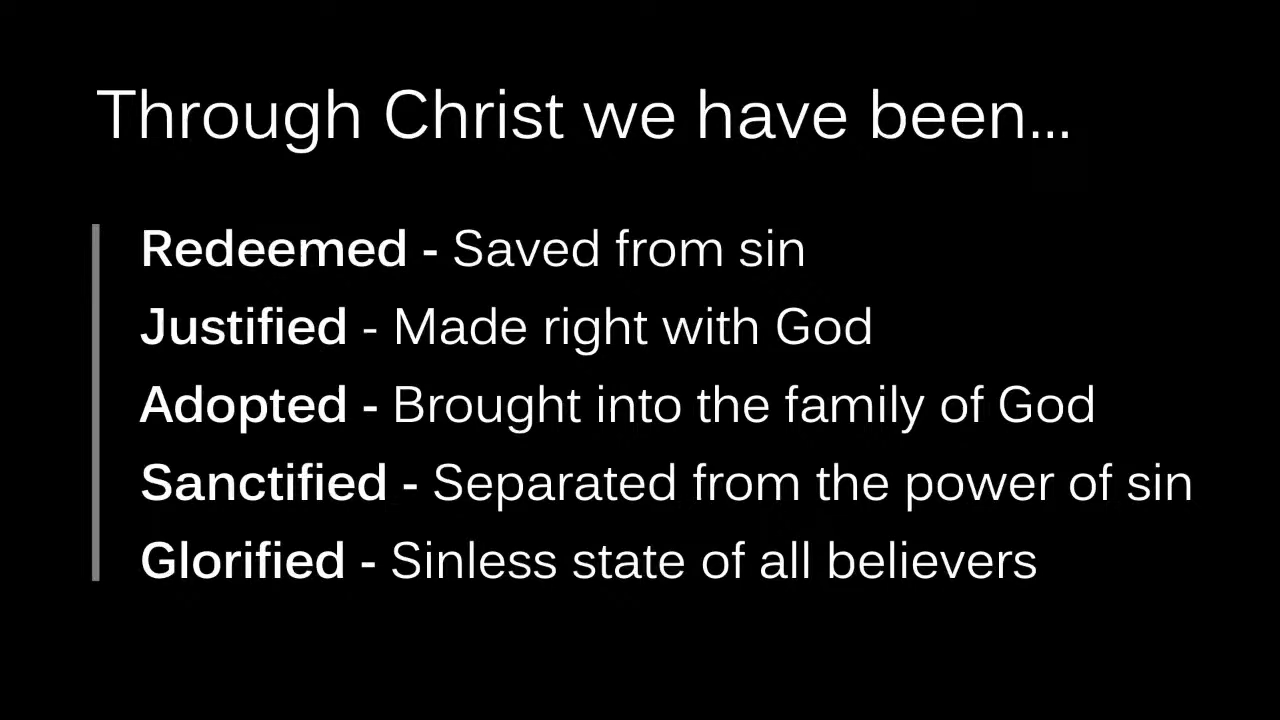 Through Christ we have been...
Redeemed - Saved from sin
Justified - Made right with God
Adopted - Brought into the family of God
Sanctified - Separated from the power of sin
Glorified - Sinless state of all believers